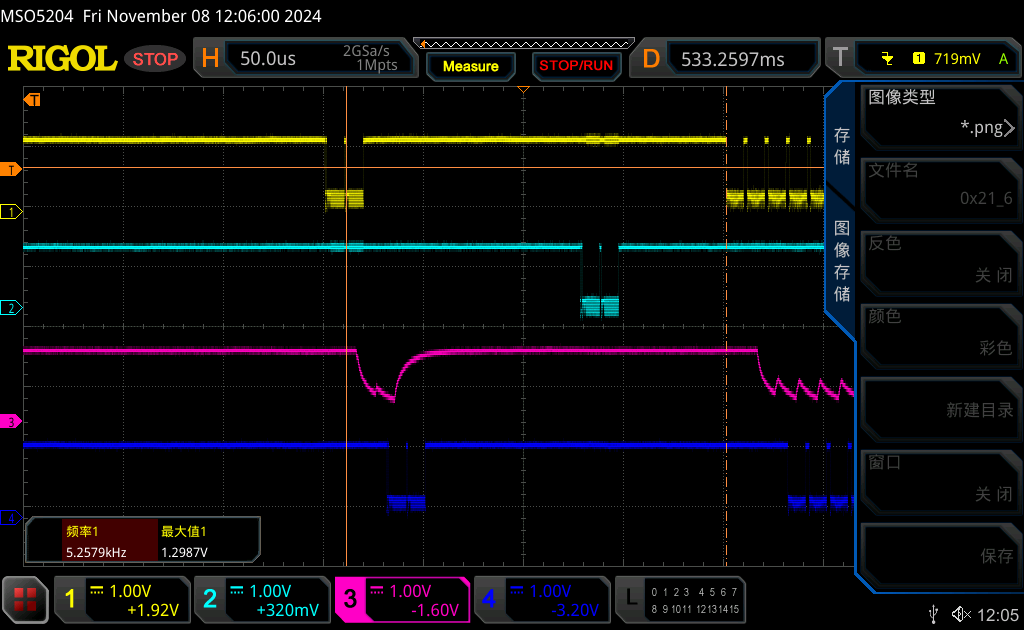 MSO5204 Fri November 08 12:06:00 2024
RIGOL STOP H 50.0us 2GSa/s 1Mpts Measure STOP/RUN D 533.2597ms T 1 719mV A
T
T
1
2
3
4
存储
图像存储
图像类型
*.png
文件名
0x21_6
反色
关闭
颜色
彩色
新建目录
窗口
关闭
保存
频率1 最大值1
5.2579kHz 1.2987V
1 1.00V +1.92V
2 1.00V +320mV
3 1.00V -1.60V
4 1.00V -3.20V
L 0 1 2 3 4 5 6 7
8 9 10 11 12 13 14 15
12:05